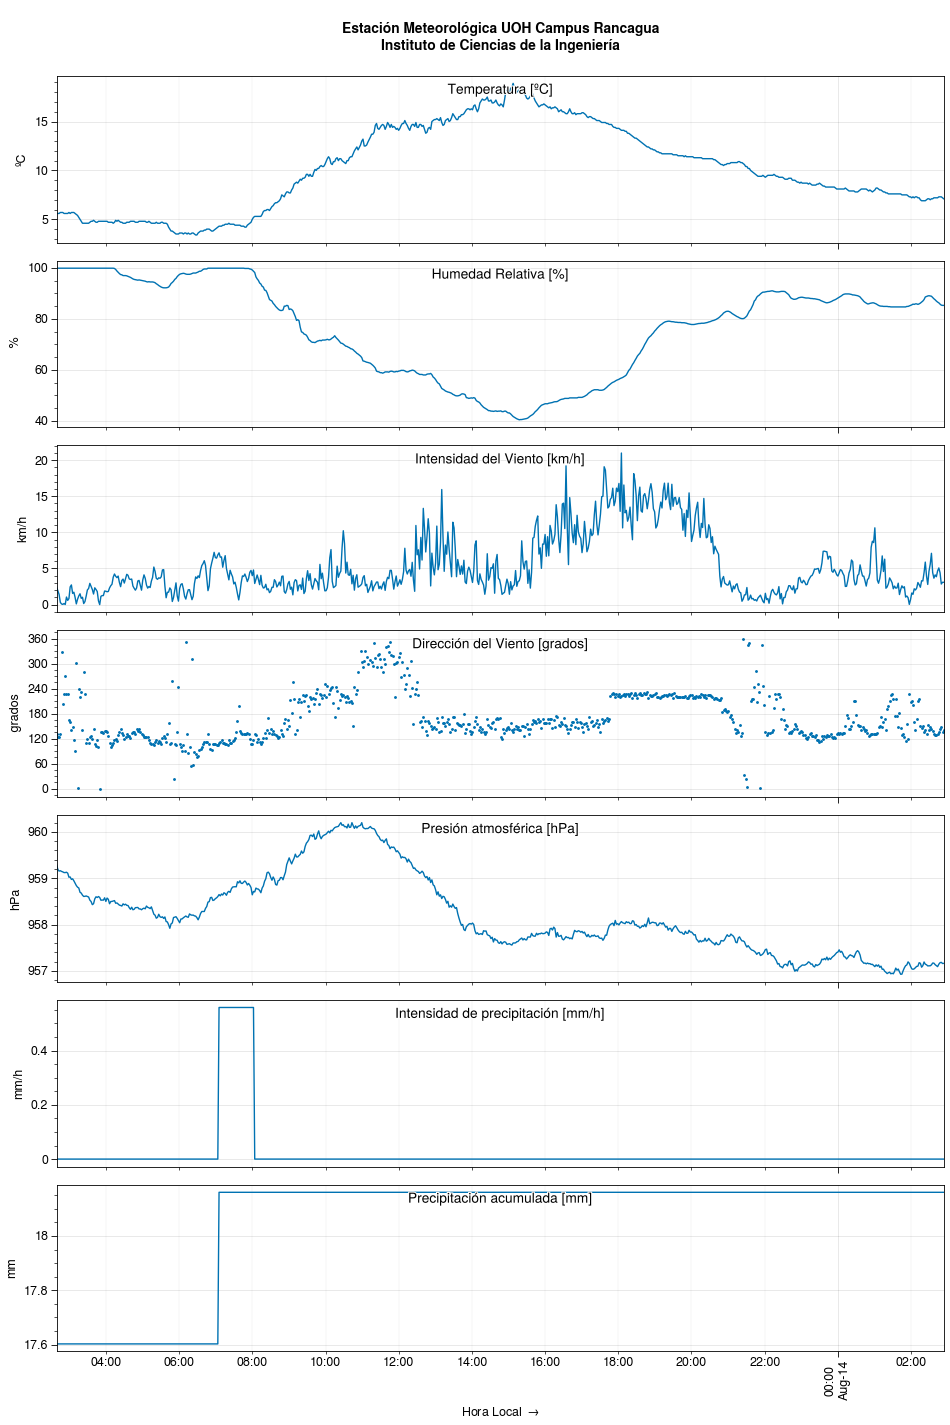 Estación Meteorológica UOH Campus Rancagua
Instituto de Ciencias de la Ingeniería
Temperatura [ºC]
15
10
5
ºC
Humedad Relativa [%]
100
80
60
40
%
Intensidad del Viento [km/h]
20
15
10
5
0
km/h
Dirección del Viento [grados]
360
300
240
180
120
60
0
grados
Presión atmosférica [hPa]
960
959
958
957
hPa
Intensidad de precipitación [mm/h]
0.4
0.2
0
mm/h
Precipitación acumulada [mm]
18
17.8
17.6
mm
04:00 06:00 08:00 10:00 12:00 14:00 16:00 18:00 20:00 22:00 00:00 02:00
Aug-14
Hora Local →